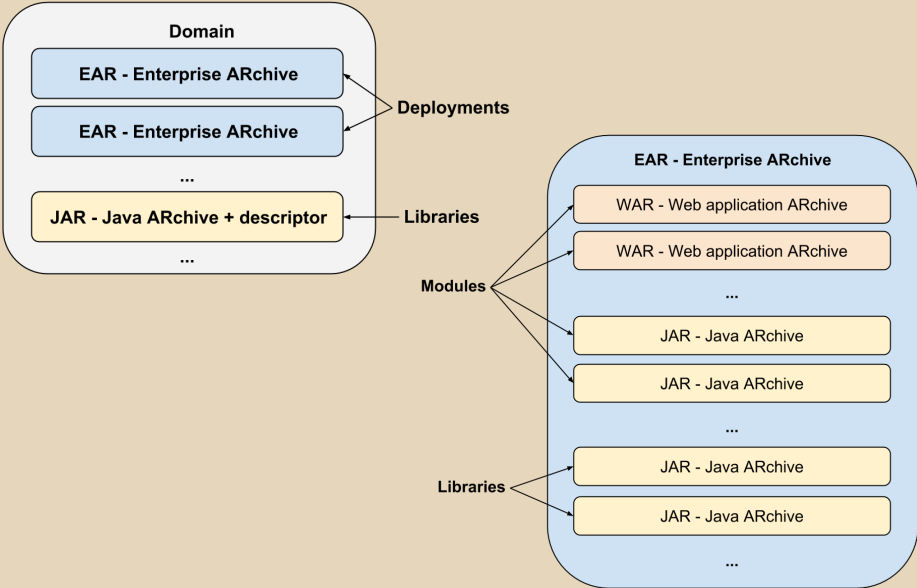 Domain
EAR - Enterprise ARchive
EAR - Enterprise ARchive
Deployments
...
JAR - Java ARchive + descriptor
Libraries
...
EAR - Enterprise ARchive
WAR - Web application ARchive
WAR - Web application ARchive
Modules
...
JAR - Java ARchive
JAR - Java ARchive
...
Libraries
JAR - Java ARchive
JAR - Java ARchive
...